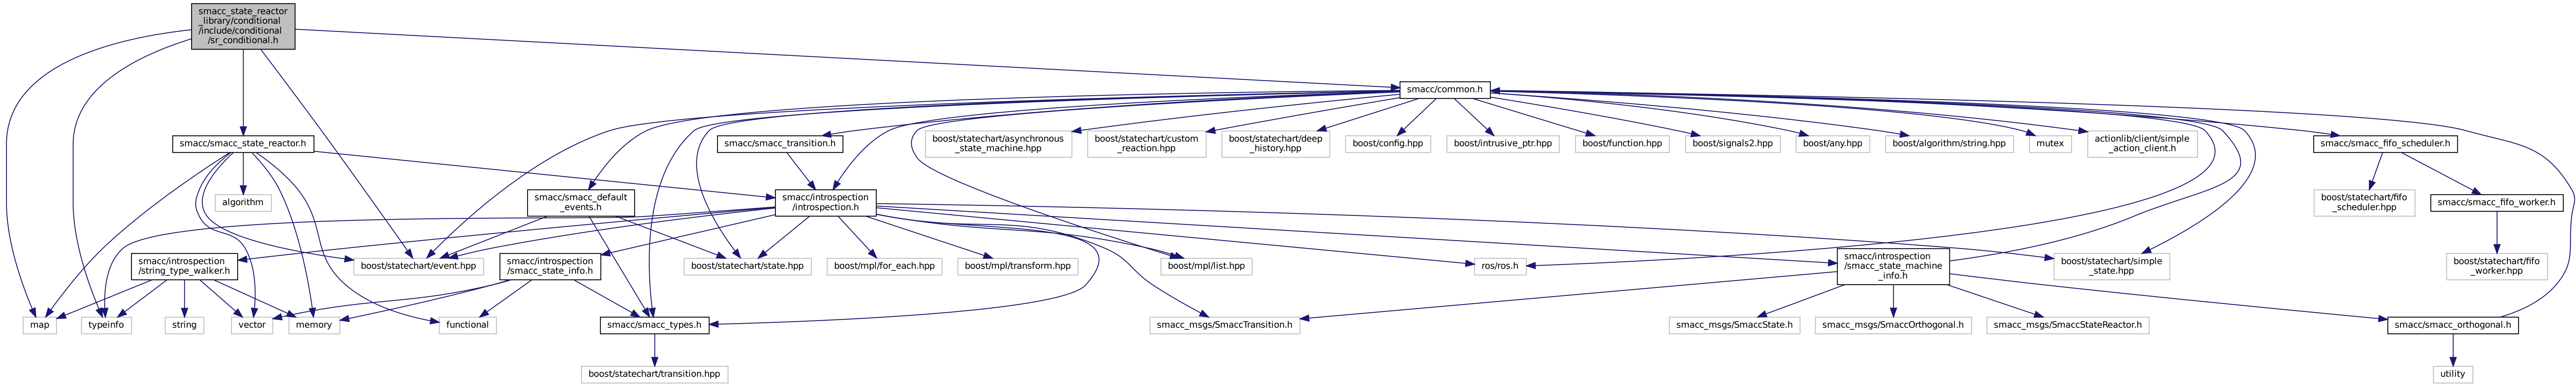 smacc_state_reactor
_library/conditional
/include/conditional
/sr_conditional.h
smacc/common.h
smacc/smacc_state_reactor.h
smacc/smacc_transition.h
boost/statechart/asynchronous
_state_machine.hpp
boost/statechart/custom
_reaction.hpp
boost/statechart/deep
_history.hpp
boost/config.hpp
boost/intrusive_ptr.hpp
boost/function.hpp
boost/signals2.hpp
boost/any.hpp
boost/algorithm/string.hpp
mutex
actionlib/client/simple
_action_client.h
smacc/smacc_fifo_scheduler.h
algorithm
smacc/smacc_default
_events.h
smacc/introspection
/introspection.h
boost/statechart/fifo
_scheduler.hpp
smacc/smacc_fifo_worker.h
smacc/introspection
/string_type_walker.h
boost/statechart/event.hpp
smacc/introspection
/smacc_state_info.h
boost/statechart/state.hpp
boost/mpl/for_each.hpp
boost/mpl/transform.hpp
boost/mpl/list.hpp
ros/ros.h
smacc/introspection
/smacc_state_machine
_info.h
boost/statechart/simple
_state.hpp
boost/statechart/fifo
_worker.hpp
map
typeinfo
string
vector
memory
functional
smacc/smacc_types.h
smacc_msgs/SmaccTransition.h
smacc_msgs/SmaccState.h
smacc_msgs/SmaccOrthogonal.h
smacc_msgs/SmaccStateReactor.h
smacc/smacc_orthogonal.h
boost/statechart/transition.hpp
utility